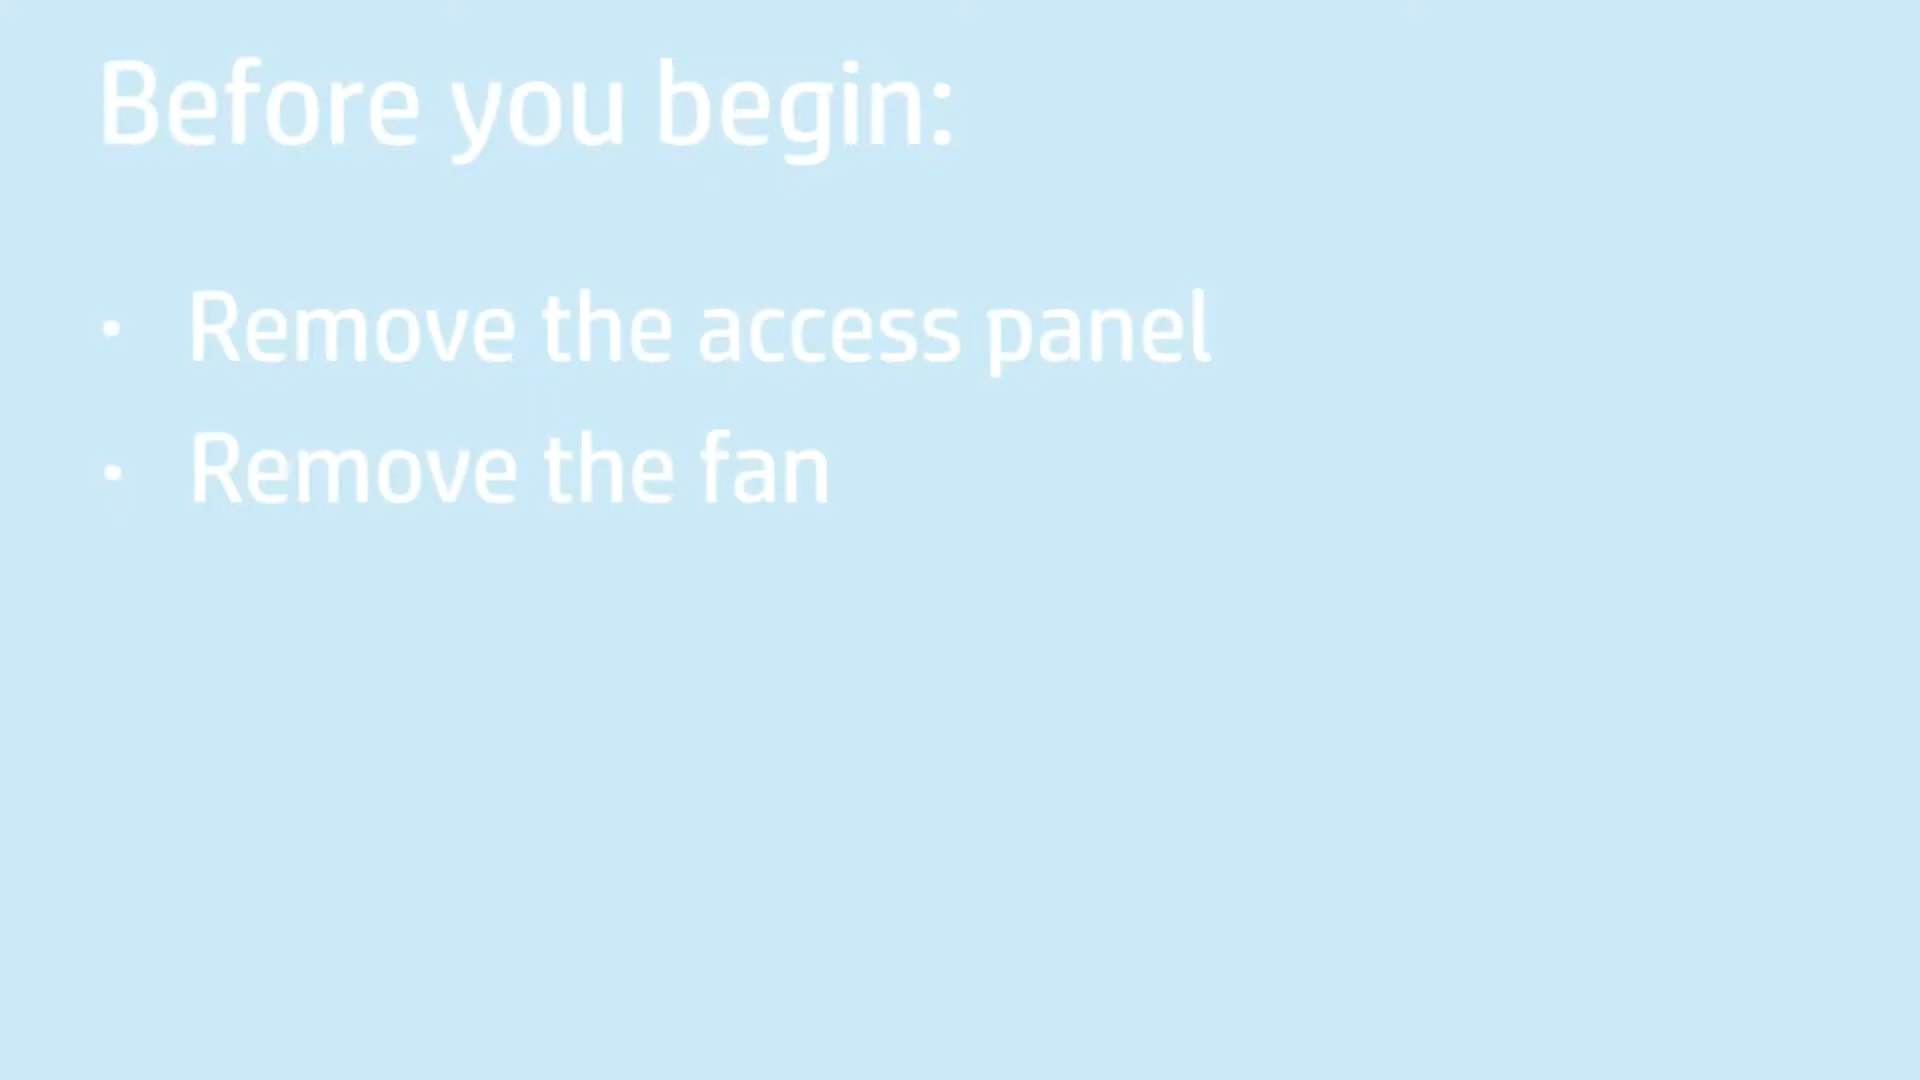 Before you begin:
• Remove the access panel
• Remove the fan